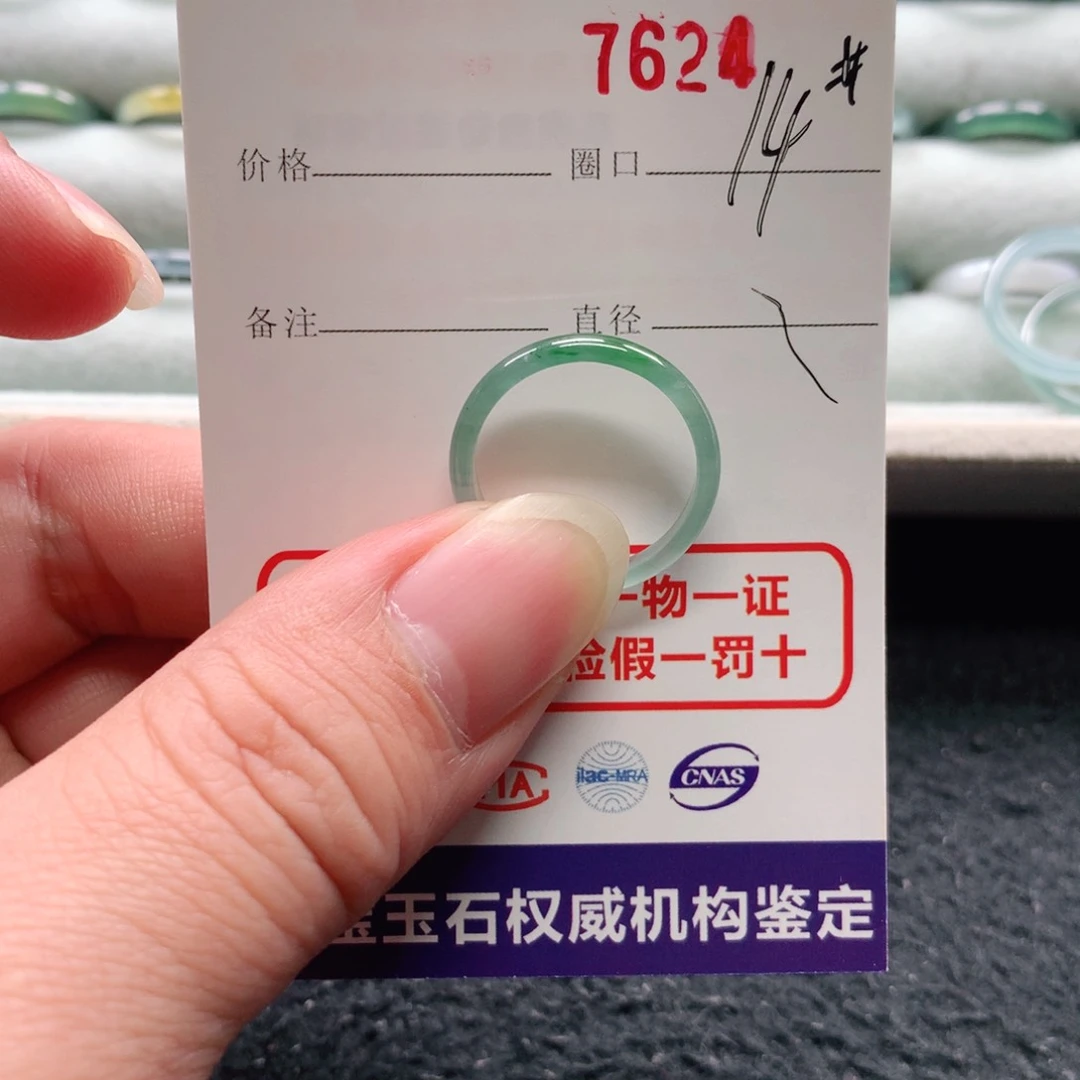 7624
14#
价格 圈口
备注 直径
一物一证
验假一罚十
ilac-MRA CNAS
玉石权威机构鉴定